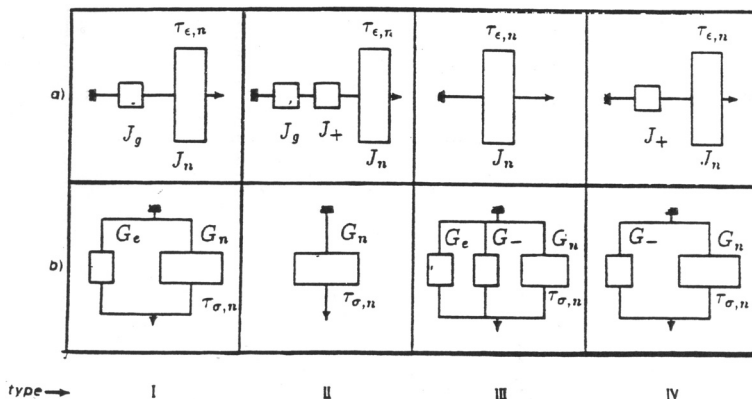 τ_{ε,n} τ_{ε,n} τ_{ε,n} τ_{ε,n}
a)
J_g J_n J_g J_+ J_n J_n J_+ J_n
G_e G_n G_n G_e G_− G_n G_− G_n
b)
τ_{σ,n} τ_{σ,n} τ_{σ,n} τ_{σ,n}
type→ I II III IV